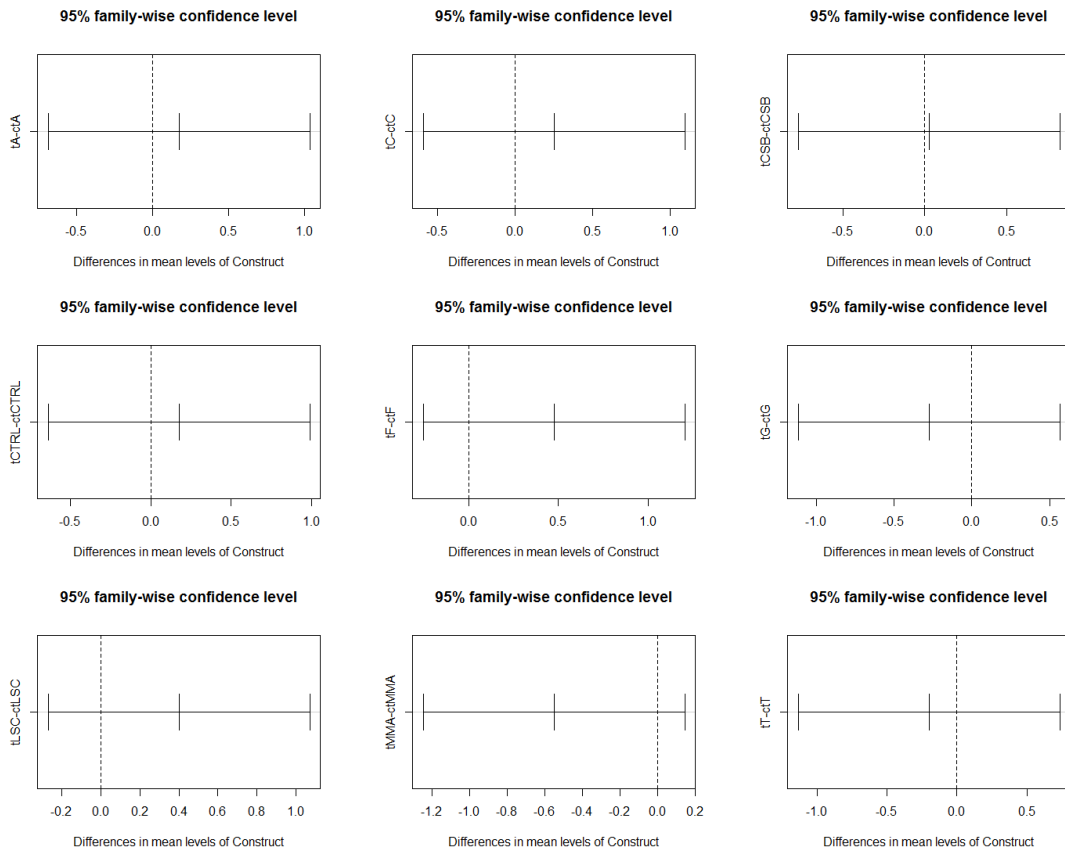 95% family-wise confidence level
tA-ctA
-0.5 0.0 0.5 1.0
Differences in mean levels of Construct
95% family-wise confidence level
tC-ctC
-0.5 0.0 0.5 1.0
Differences in mean levels of Construct
95% family-wise confidence level
tCSB-ctCSB
-0.5 0.0 0.5
Differences in mean levels of Contruct
95% family-wise confidence level
tCTRL-ctCTRL
-0.5 0.0 0.5 1.0
Differences in mean levels of Construct
95% family-wise confidence level
tF-ctF
0.0 0.5 1.0
Differences in mean levels of Construct
95% family-wise confidence level
tG-ctG
-1.0 -0.5 0.0 0.5
Differences in mean levels of Construct
95% family-wise confidence level
tLSC-ctLSC
-0.2 0.0 0.2 0.4 0.6 0.8 1.0
Differences in mean levels of Construct
95% family-wise confidence level
tMMA-ctMMA
-1.2 -1.0 -0.8 -0.6 -0.4 -0.2 0.0 0.2
Differences in mean levels of Construct
95% family-wise confidence level
tT-ctT
-1.0 -0.5 0.0 0.5
Differences in mean levels of Construct